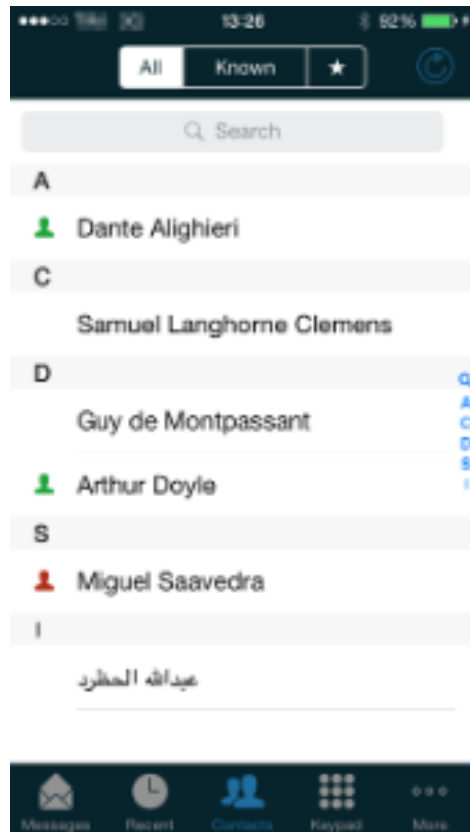 13:26 92%
All Known ★
Search
A
Dante Alighieri
C
Samuel Langhorne Clemens
D
Guy de Montpassant
Arthur Doyle
S
Miguel Saavedra
I
عبدالله الحظرد
A
C
D
S
I
Messages Recent Contacts Keypad More